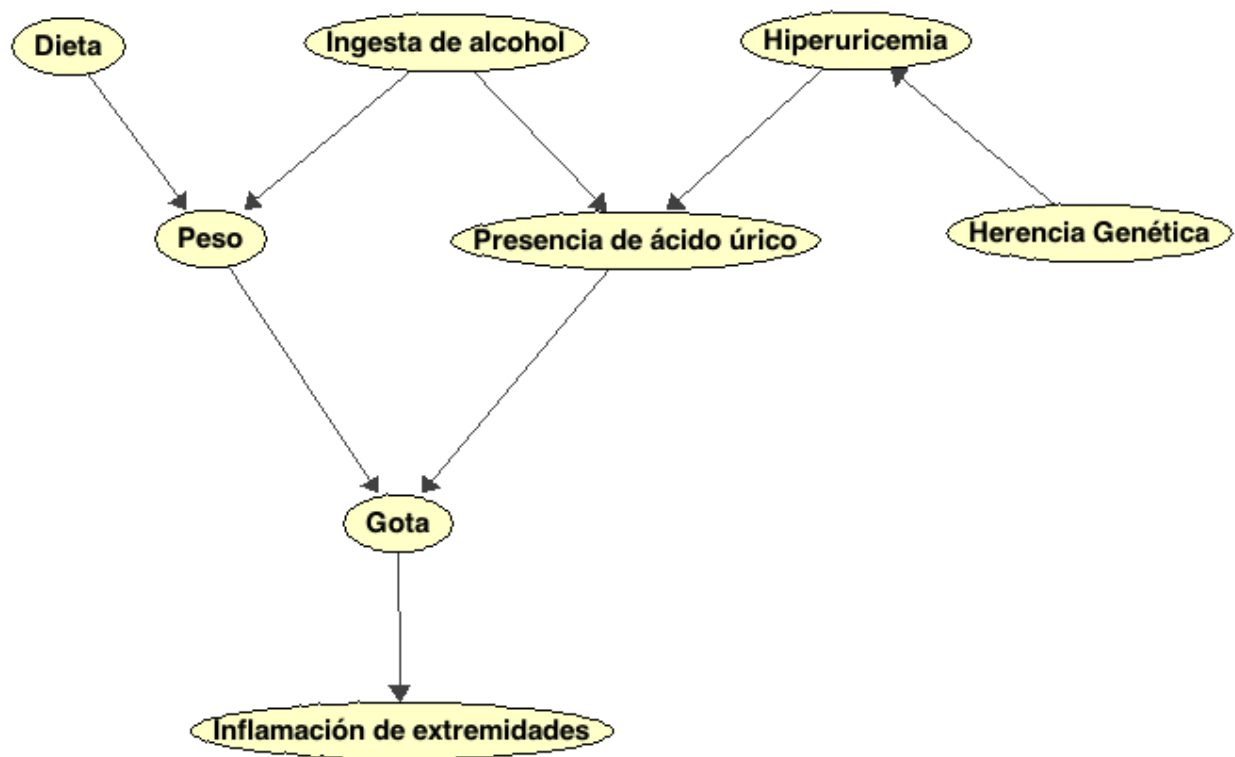 Dieta
Ingesta de alcohol
Hiperuricemia
Peso
Presencia de ácido úrico
Herencia Genética
Gota
Inflamación de extremidades